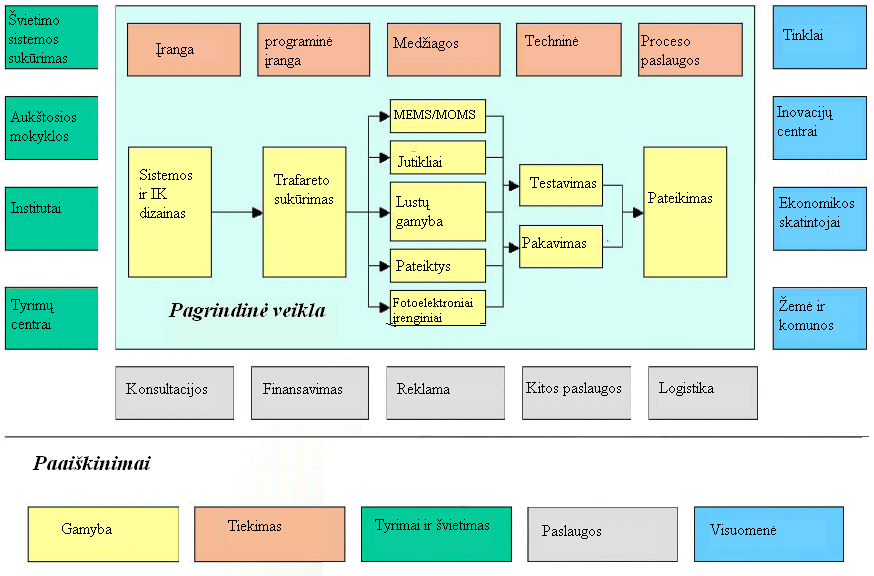 Švietimo
sistemos
sukūrimas
Įranga
programinė
įranga
Medžiagos
Techninė
Proceso
paslaugos
Tinklai
Aukštosios
mokyklos
MEMS/MOMS
Inovacijų
centrai
Sistemos
ir IK
dizainas
Trafareto
sukūrimas
Jutikliai
Lustų
gamyba
Testavimas
Pateikimas
Institutai
Pakavimas
Ekonomikos
skatintojai
Pateiktys
Tyrimų
centrai
Pagrindinė veikla
Fotoelektroniai
įrenginiai
Žemė ir
komunos
Konsultacijos
Finansavimas
Reklama
Kitos paslaugos
Logistika
Paaiškinimai
Gamyba
Tiekimas
Tyrimai ir švietimas
Paslaugos
Visuomenė